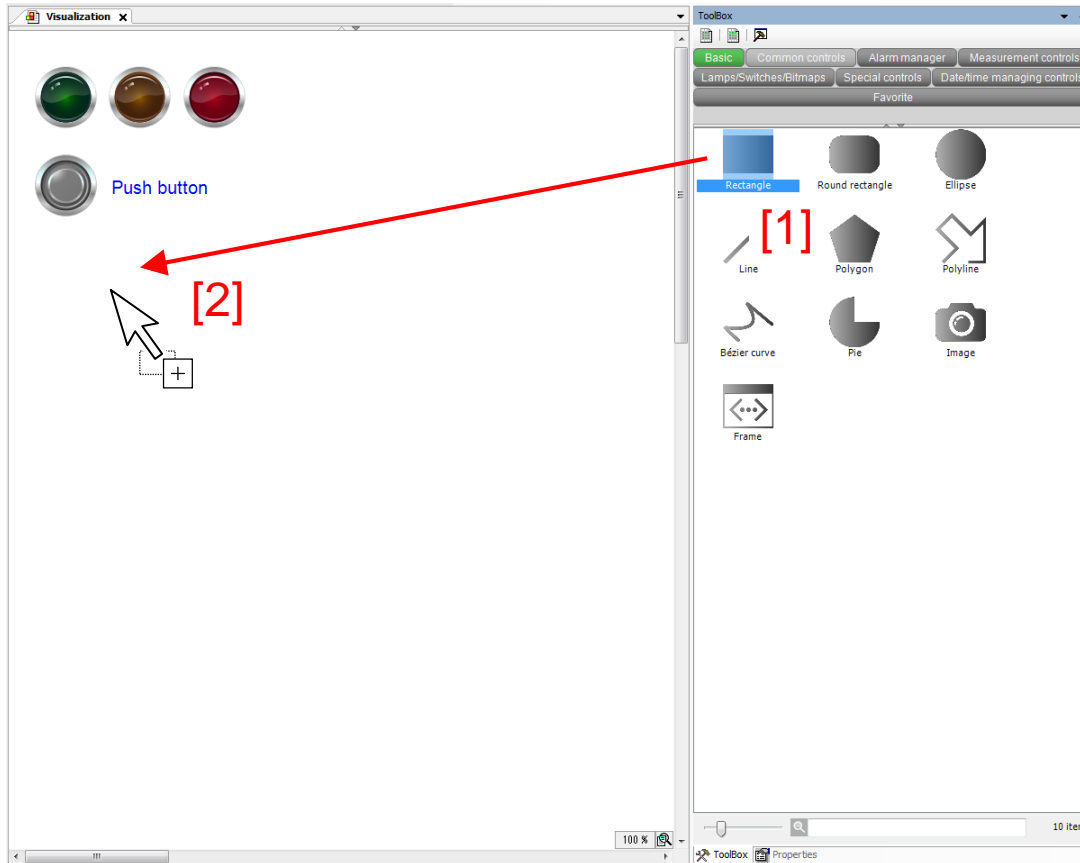 Visualization
ToolBox
Basic Common controls Alarm manager Measurement controls
Lamps/Switches/Bitmaps Special controls Date/time managing controls
Favorite
Push button
Rectangle Round rectangle Ellipse
[1]
Line Polygon Polyline
[2]
Bézier curve Pie Image
Frame
100 %
10 iter
ToolBox Properties